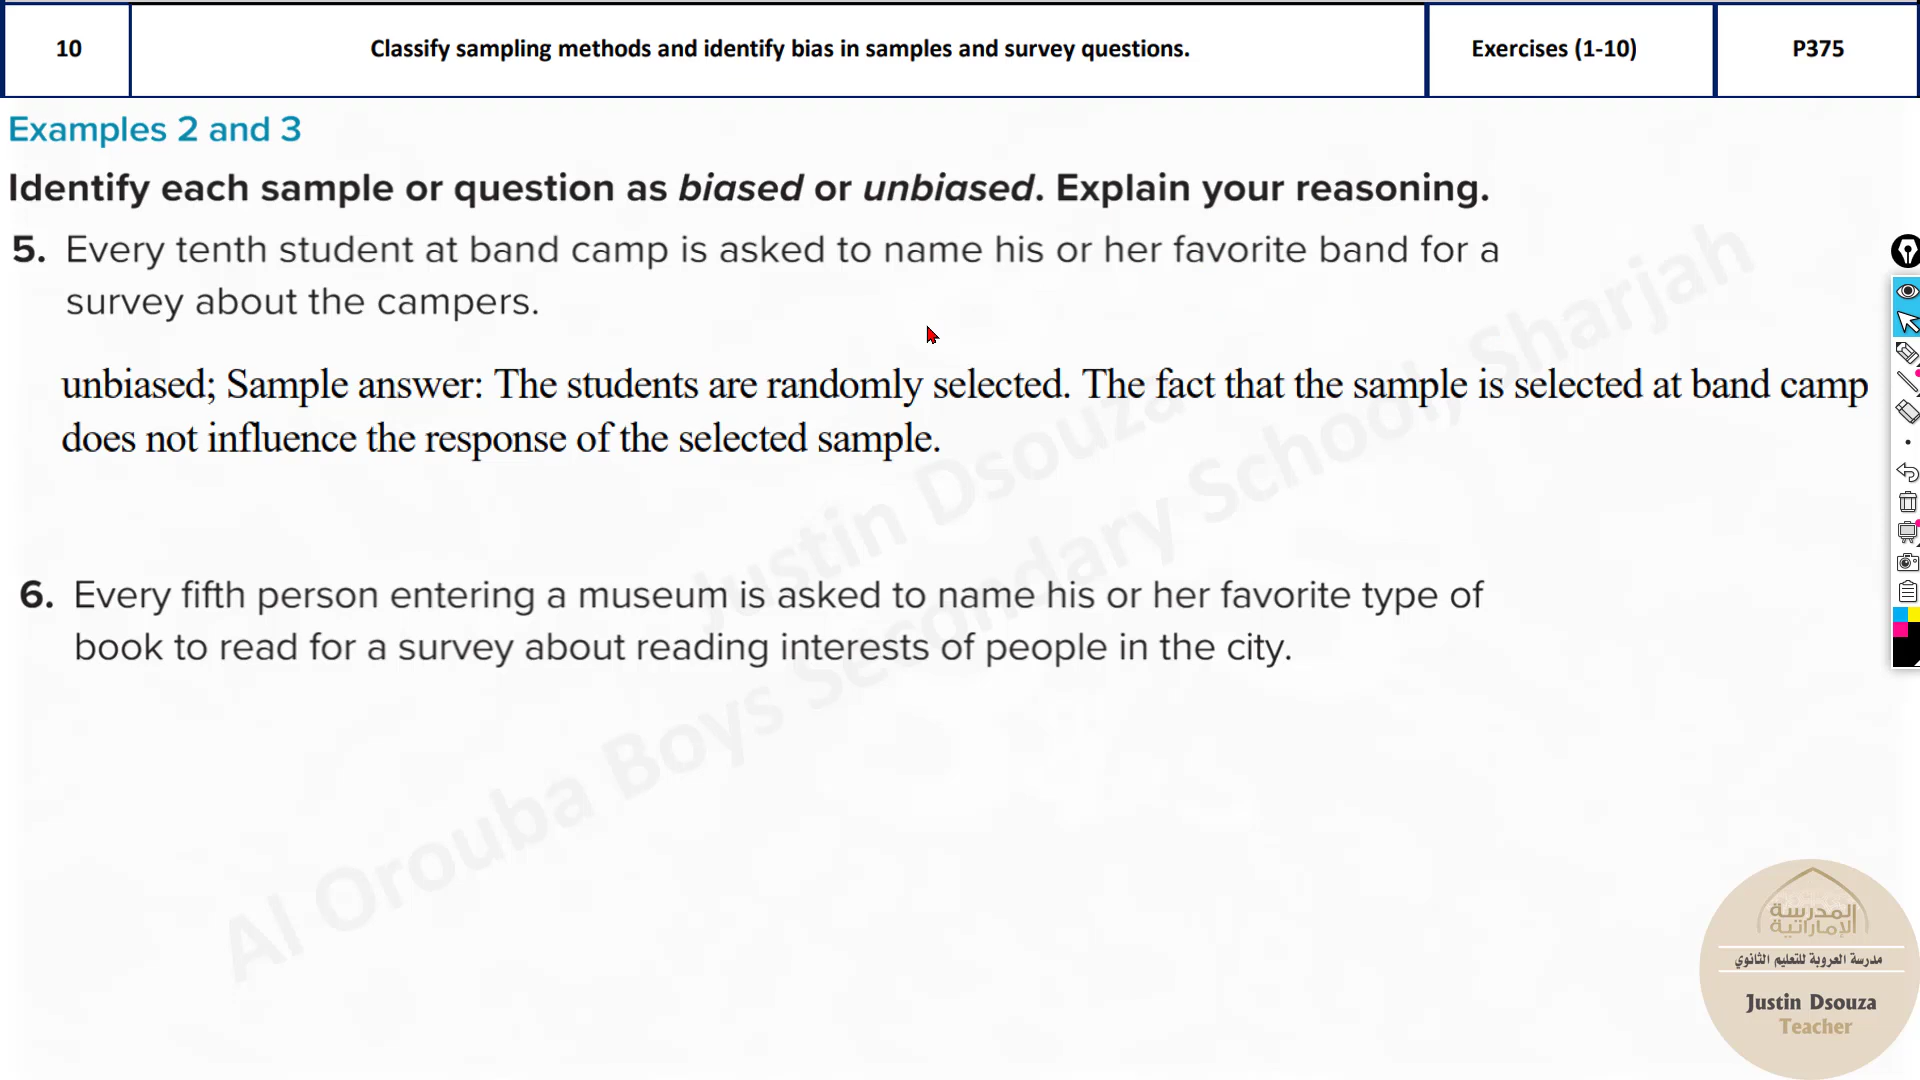 10
Classify sampling methods and identify bias in samples and survey questions.
Exercises (1-10)
P375
Examples 2 and 3
Identify each sample or question as biased or unbiased. Explain your reasoning.
5. Every tenth student at band camp is asked to name his or her favorite band for a
survey about the campers.
unbiased; Sample answer: The students are randomly selected. The fact that the sample is selected at band camp
does not influence the response of the selected sample.
6. Every fifth person entering a museum is asked to name his or her favorite type of
book to read for a survey about reading interests of people in the city.
Justin Dsouza
Al Orouba Boys Secondary School, Sharjah
المدرسة
الإماراتية
مدرسة العروبة للتعليم الثانوي
Justin Dsouza
Teacher